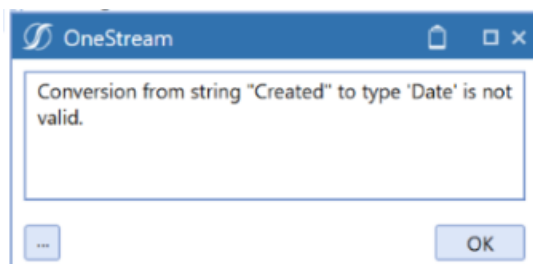 OneStream
Conversion from string "Created" to type 'Date' is not
valid.
...
OK